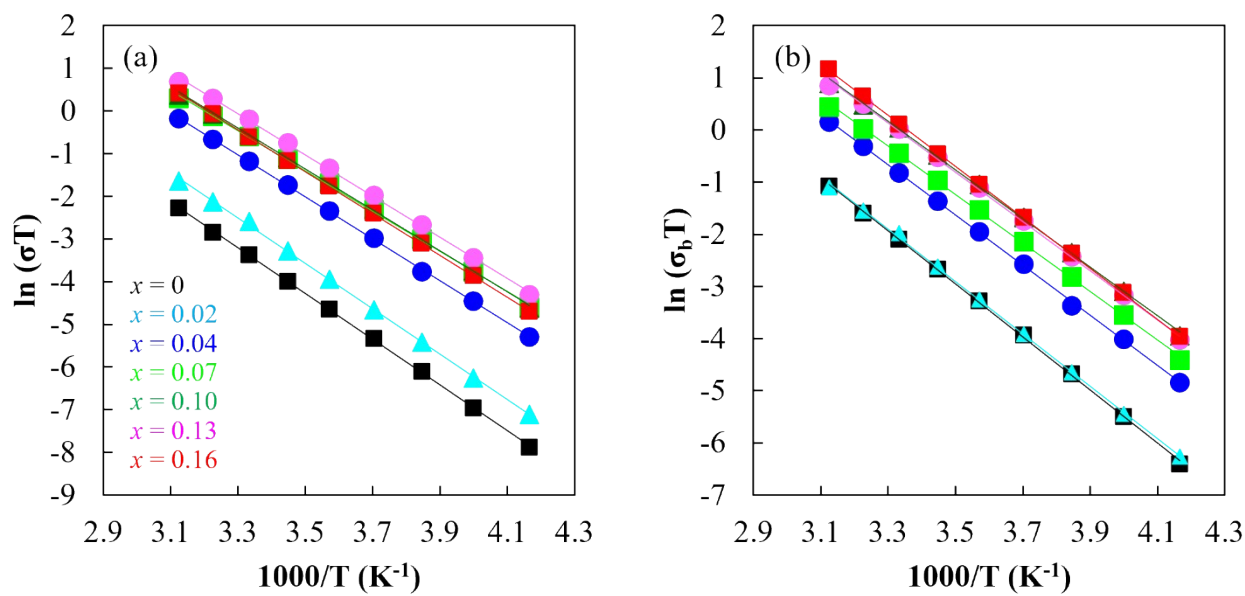 (a)
2
1
0
-1
-2
-3
-4
-5
-6
-7
-8
-9
ln (σT)
x = 0
x = 0.02
x = 0.04
x = 0.07
x = 0.10
x = 0.13
x = 0.16
2.9 3.1 3.3 3.5 3.7 3.9 4.1 4.3
1000/T (K⁻¹)
(b)
2
1
0
-1
-2
-3
-4
-5
-6
-7
ln (σbT)
2.9 3.1 3.3 3.5 3.7 3.9 4.1 4.3
1000/T (K⁻¹)